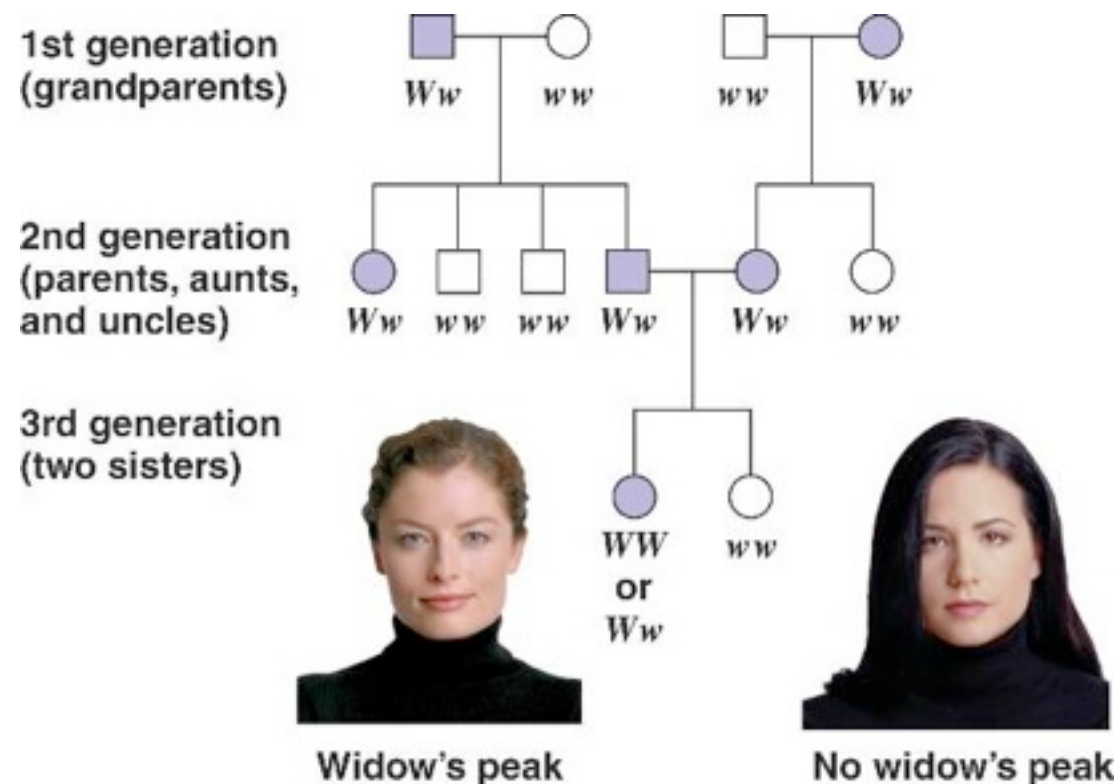 1st generation
(grandparents)
Ww ww ww Ww
2nd generation
(parents, aunts,
and uncles)
Ww ww ww Ww Ww ww
3rd generation
(two sisters)
WW
or
Ww
ww
Widow's peak
No widow's peak